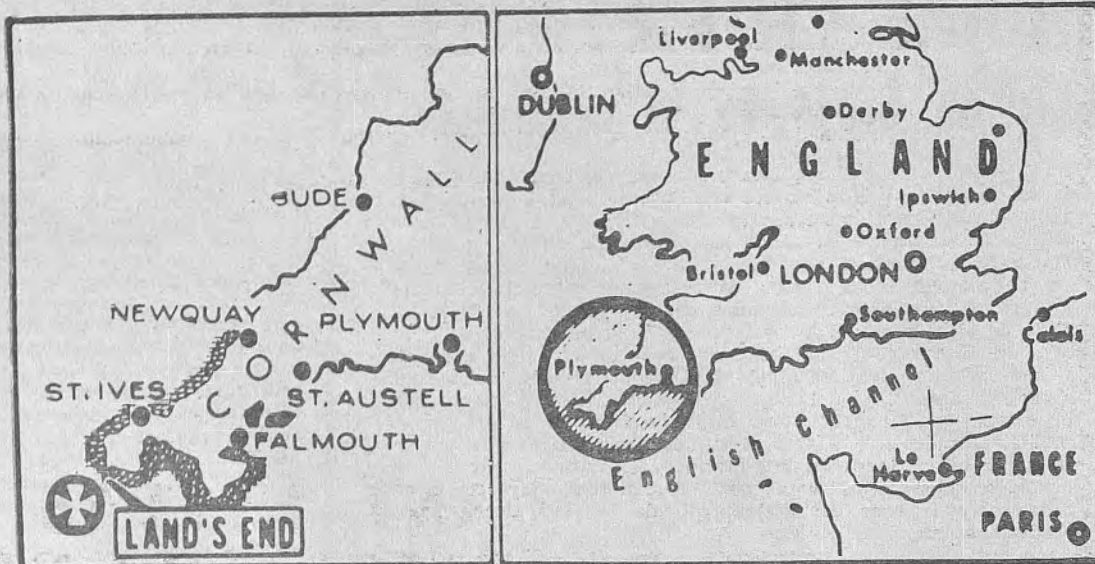 BUDE
CORNWALL
NEWQUAY
PLYMOUTH
ST. IVES
ST. AUSTELL
FALMOUTH
LAND'S END
Liverpool
Manchester
DUBLIN
Derby
ENGLAND
Ipswich
Oxford
Bristol
LONDON
Southampton
Calais
Plymouth
English Channel
Le
Harve
FRANCE
PARIS